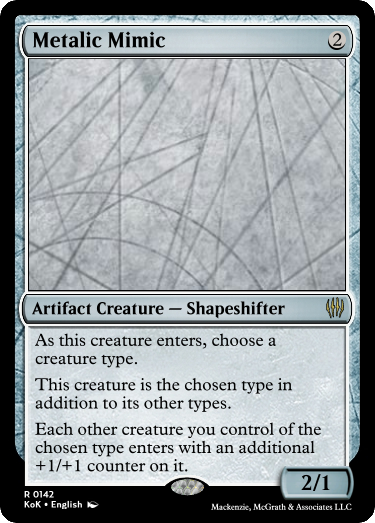 Metalic Mimic
2
Artifact Creature — Shapeshifter
As this creature enters, choose a
creature type.
This creature is the chosen type in
addition to its other types.
Each other creature you control of the
chosen type enters with an additional
+1/+1 counter on it.
2/1
R 0142
KoK • English
Mackenzie, McGrath & Associates LLC